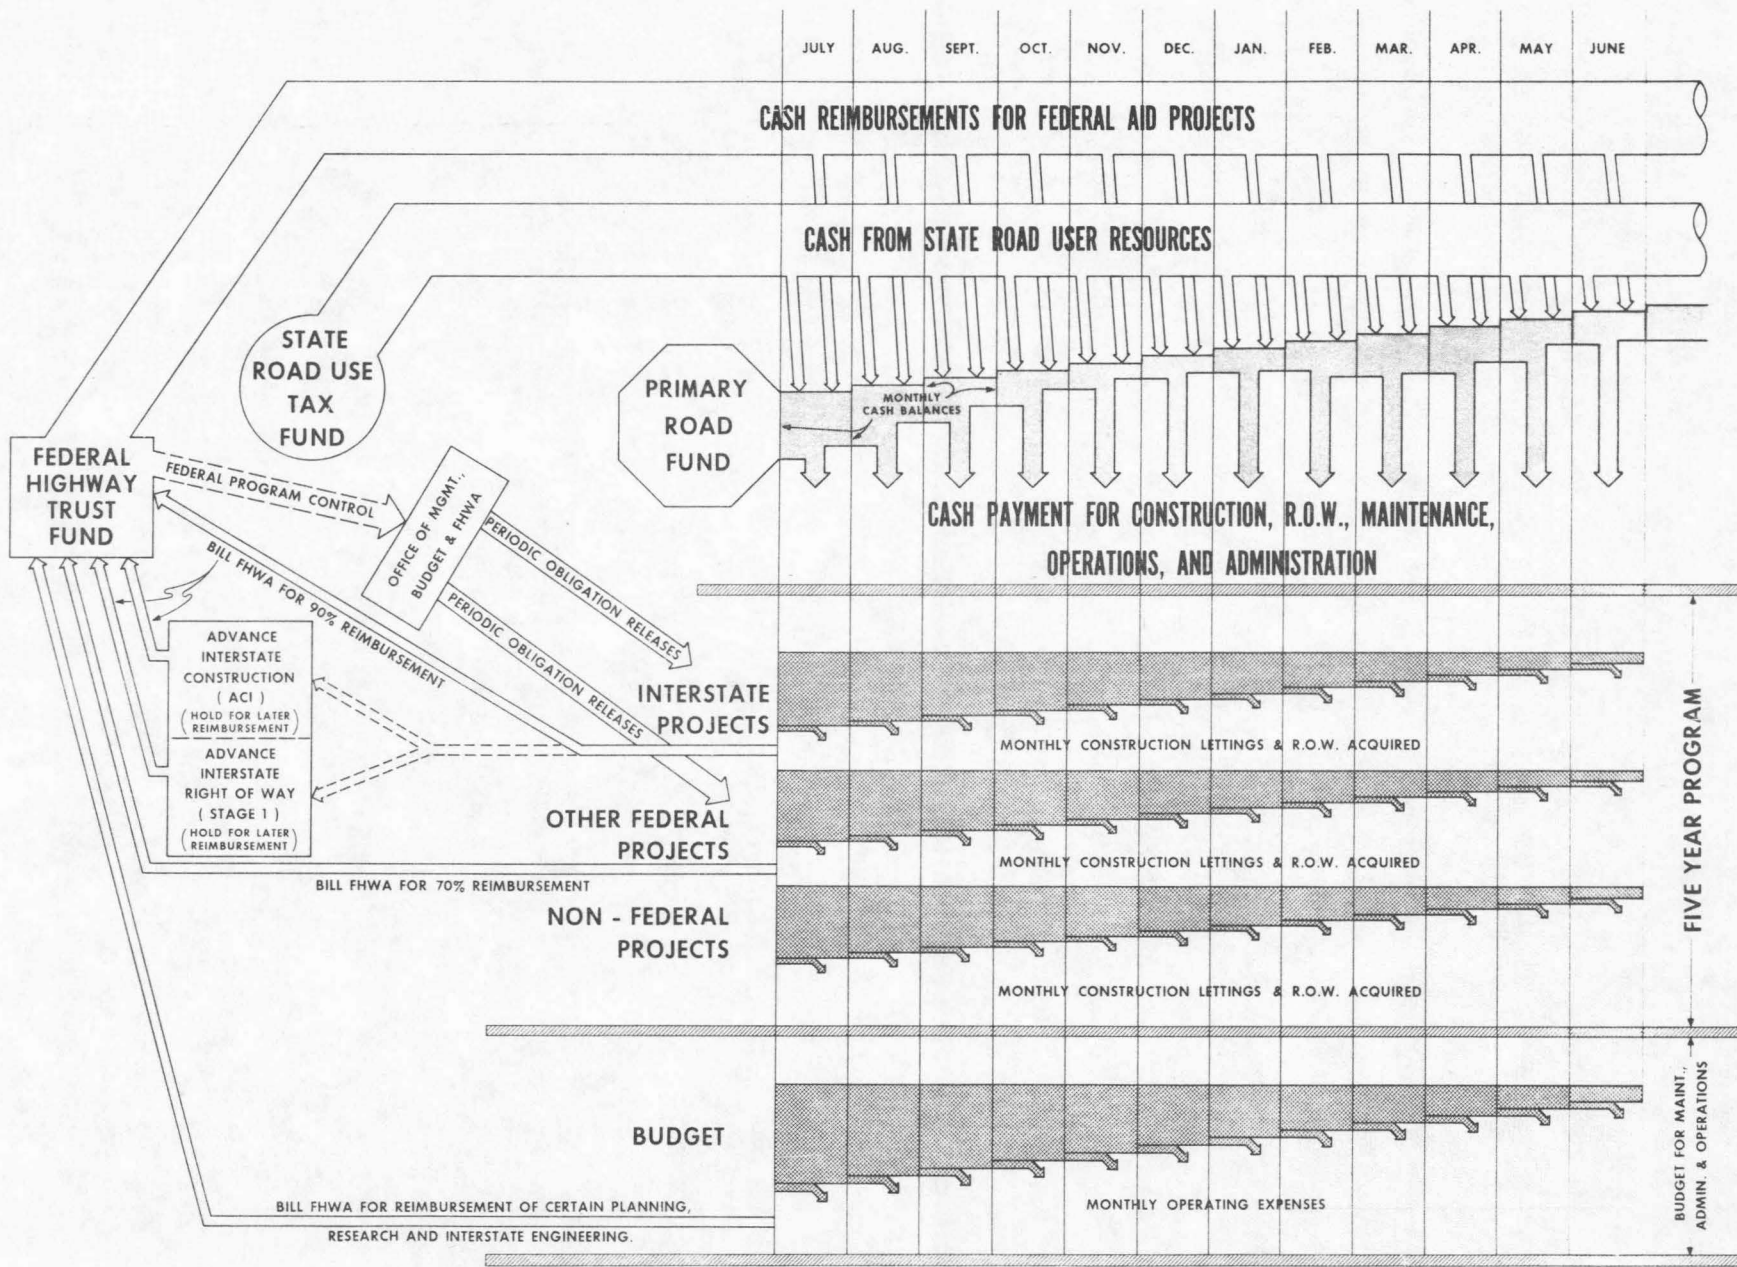 JULY AUG. SEPT. OCT. NOV. DEC. JAN. FEB. MAR. APR. MAY JUNE
CASH REIMBURSEMENTS FOR FEDERAL AID PROJECTS
CASH FROM STATE ROAD USER RESOURCES
STATE
ROAD USE
TAX
FUND
PRIMARY
ROAD
FUND
MONTHLY
CASH BALANCES
FEDERAL
HIGHWAY
TRUST
FUND
FEDERAL PROGRAM CONTROL
OFFICE OF MGMT.,
BUDGET & FHWA
PERIODIC OBLIGATION RELEASES
PERIODIC OBLIGATION RELEASES
BILL FHWA FOR 90% REIMBURSEMENT
CASH PAYMENT FOR CONSTRUCTION, R.O.W., MAINTENANCE,
OPERATIONS, AND ADMINISTRATION
ADVANCE
INTERSTATE
CONSTRUCTION
( ACI )
( HOLD FOR LATER
REIMBURSEMENT )
ADVANCE
INTERSTATE
RIGHT OF WAY
( STAGE 1 )
( HOLD FOR LATER
REIMBURSEMENT )
INTERSTATE
PROJECTS
MONTHLY CONSTRUCTION LETTINGS & R.O.W. ACQUIRED
OTHER FEDERAL
PROJECTS
MONTHLY CONSTRUCTION LETTINGS & R.O.W. ACQUIRED
BILL FHWA FOR 70% REIMBURSEMENT
NON - FEDERAL
PROJECTS
MONTHLY CONSTRUCTION LETTINGS & R.O.W. ACQUIRED
FIVE YEAR PROGRAM
BUDGET
MONTHLY OPERATING EXPENSES
BILL FHWA FOR REIMBURSEMENT OF CERTAIN PLANNING,
RESEARCH AND INTERSTATE ENGINEERING.
BUDGET FOR MAINT.,
ADMIN. & OPERATIONS